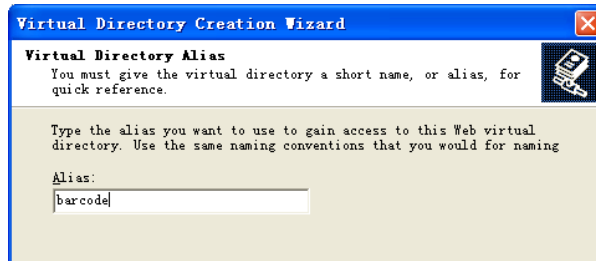 Virtual Directory Creation Wizard
Virtual Directory Alias
You must give the virtual directory a short name, or alias, for
quick reference.
Type the alias you want to use to gain access to this Web virtual
directory. Use the same naming conventions that you would for naming
Alias:
barcode